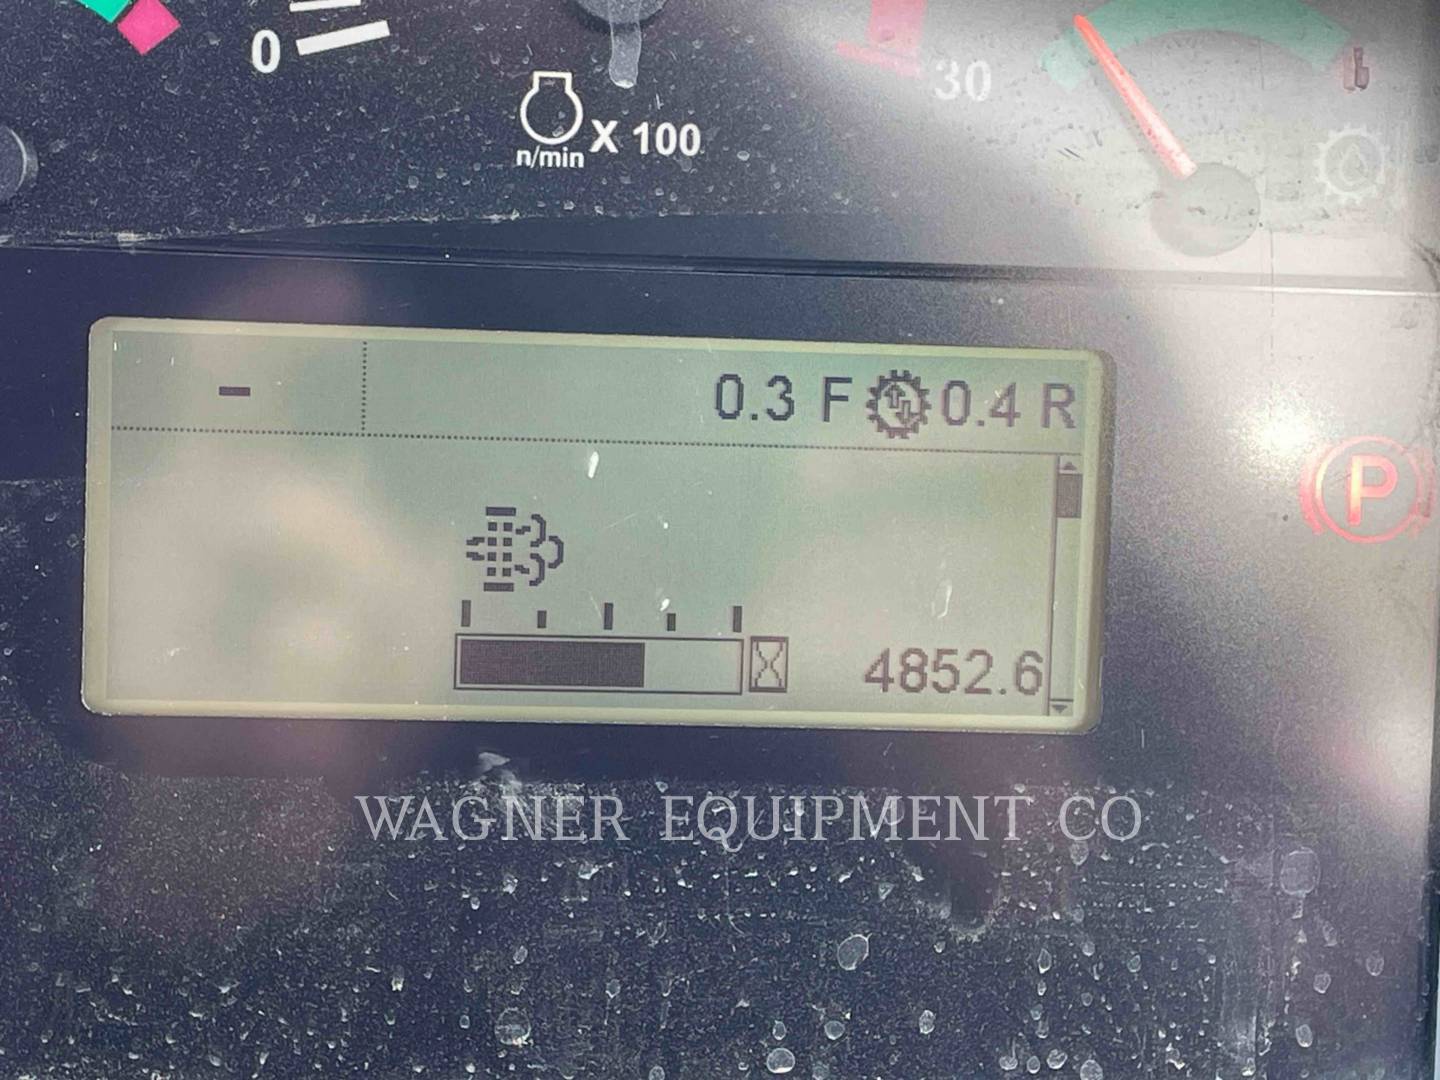 0
30
X 100
n/min
-
0.3 F 0.4 R
P
4852.6
WAGNER EQUIPMENT CO